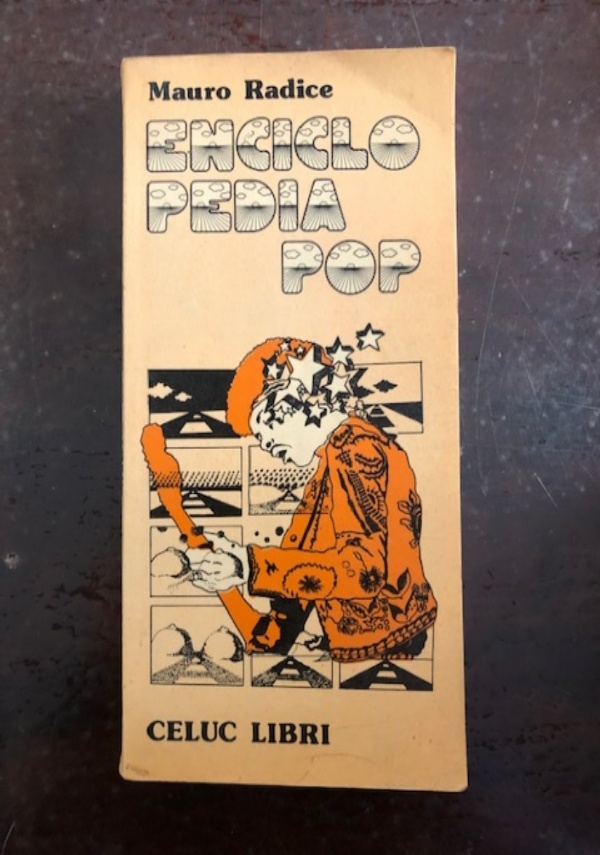 Mauro Radice
ENCICLO
PEDIA
POP
CELUC LIBRI